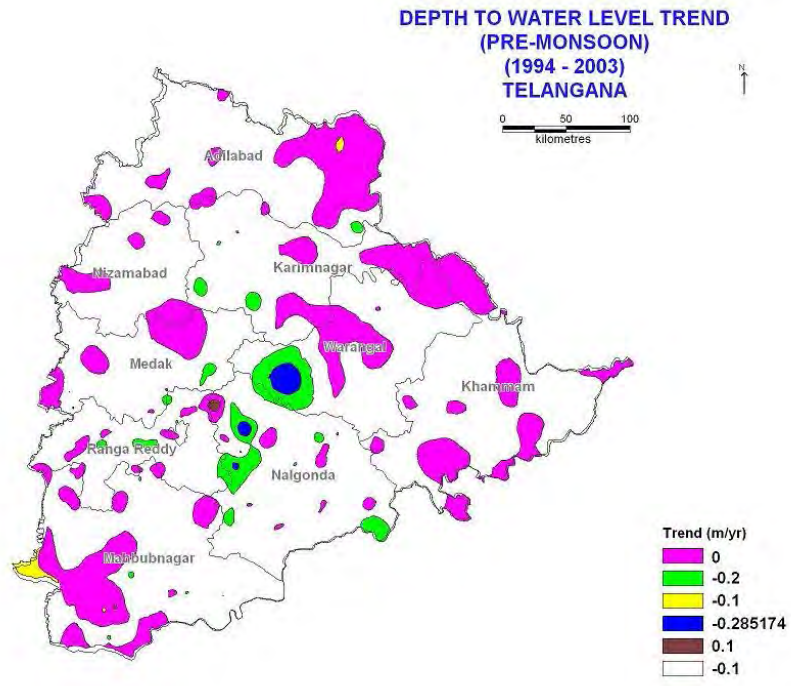 DEPTH TO WATER LEVEL TREND
(PRE-MONSOON)
(1994 - 2003)
TELANGANA
N
0 50 100
kilometres
Adilabad
Nizamabad
Karimnagar
Medak
Warangal
Khammam
Ranga Reddy
Nalgonda
Mahbubnagar
Trend (m/yr)
0
-0.2
-0.1
-0.285174
0.1
-0.1